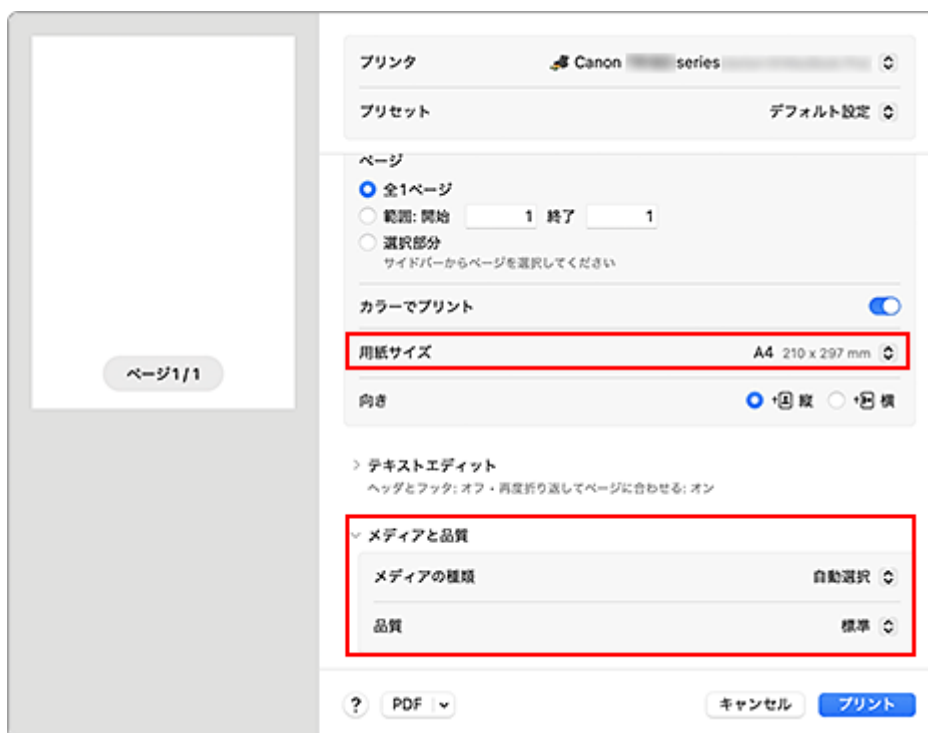 プリンタ Canon series
プリセット デフォルト設定
ページ
全1ページ
範囲: 開始 1 終了 1
選択部分
サイドバーからページを選択してください
カラーでプリント
用紙サイズ A4 210 x 297 mm
ページ1/1
向き 縦 横
テキストエディット
ヘッダとフッタ: オフ・再度折り返してページに合わせる: オン
メディアと品質
メディアの種類 自動選択
品質 標準
? PDF キャンセル プリント